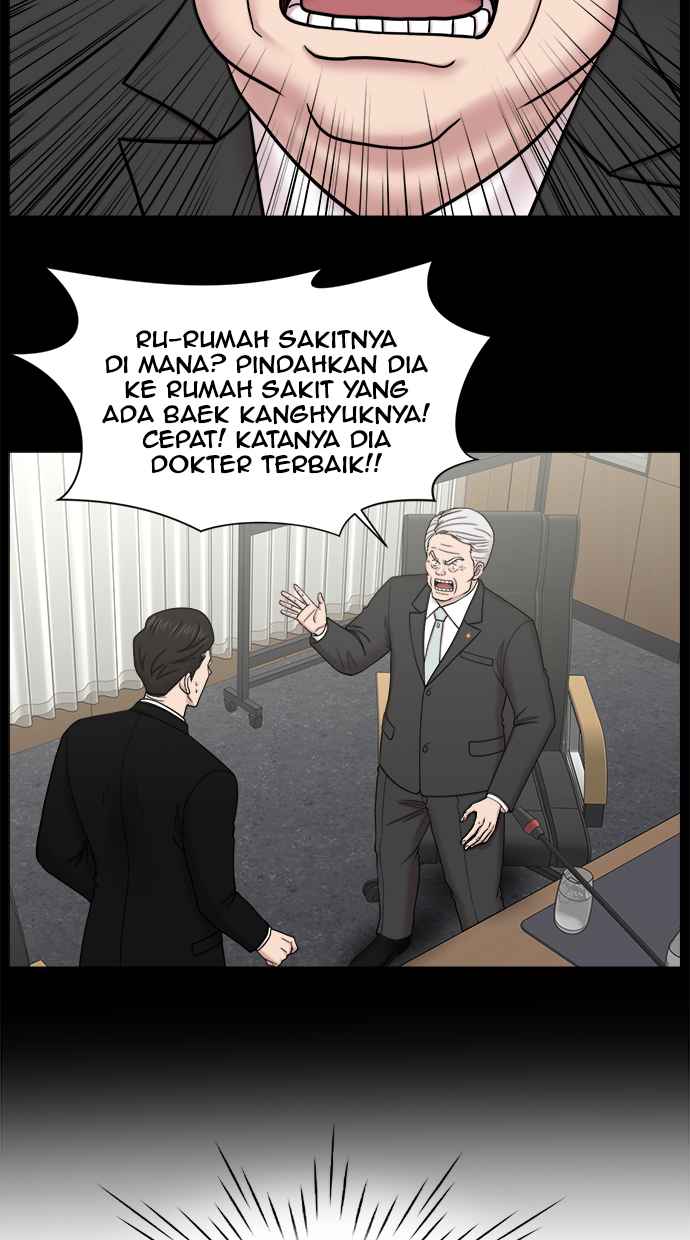 RU-RUMAH SAKITNYA
DI MANA? PINDAHKAN DIA
KE RUMAH SAKIT YANG
ADA BAEK KANGHYUKNYA!
CEPAT! KATANYA DIA
DOKTER TERBAIK!!